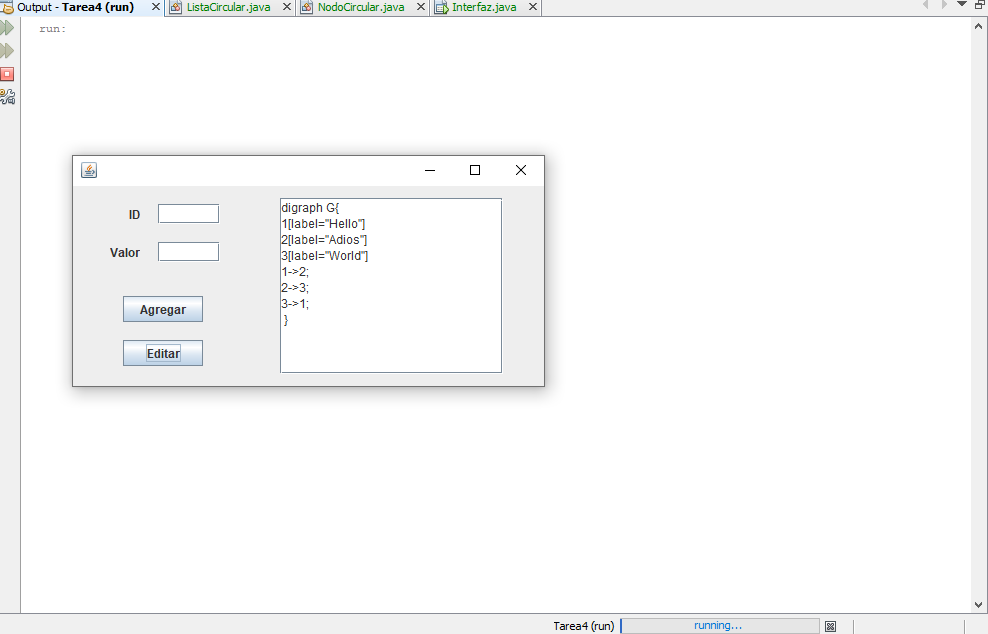 Output - Tarea4 (run) ListaCircular.java NodoCircular.java Interfaz.java
run:
ID
Valor
Agregar
Editar
digraph G{
1[label="Hello"]
2[label="Adios"]
3[label="World"]
1->2;
2->3;
3->1;
}
Tarea4 (run) running...